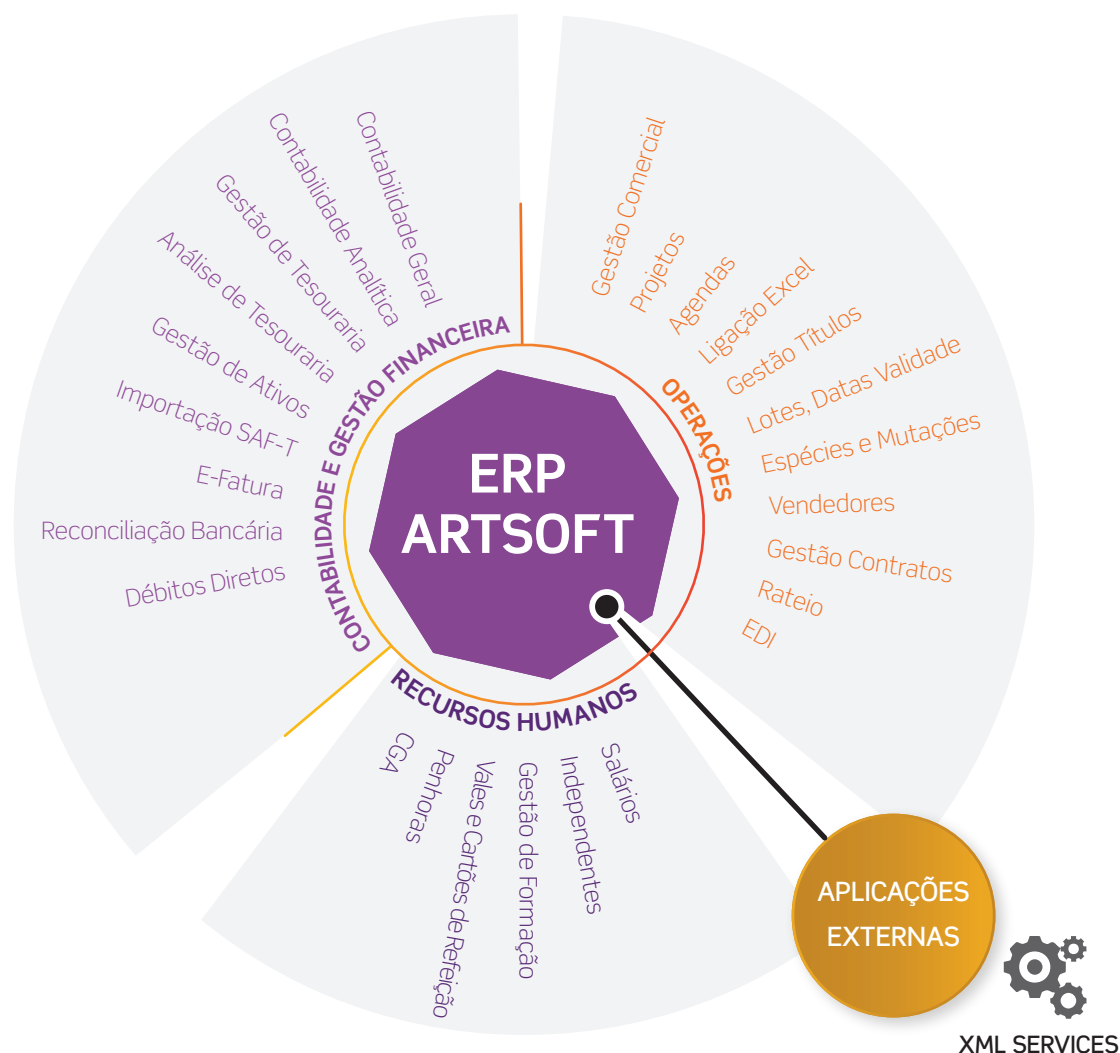 ERP
ARTSOFT
CONTABILIDADE E GESTÃO FINANCEIRA
Contabilidade Geral
Contabilidade Analítica
Gestão de Tesouraria
Análise de Tesouraria
Gestão de Ativos
Importação SAF-T
E-Fatura
Reconciliação Bancária
Débitos Diretos
OPERAÇÕES
Gestão Comercial
Projetos
Agendas
Ligação Excel
Gestão Títulos
Lotes, Datas Validade
Espécies e Mutações
Vendedores
Gestão Contratos
Rateio
EDI
RECURSOS HUMANOS
CGA
Penhoras
Vales e Cartões de Refeição
Gestão de Formação
Independentes
Salários
APLICAÇÕES
EXTERNAS
XML SERVICES